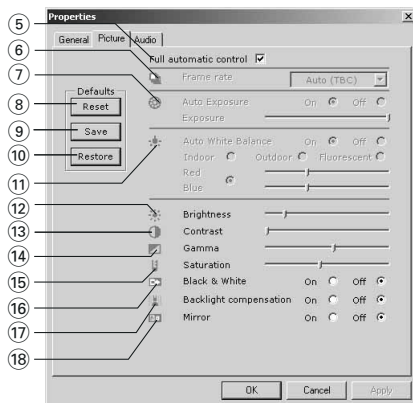 Properties
General Picture Audio
5 Full automatic control
6 Frame rate Auto (TBC)
7 Auto Exposure On Off
Exposure
Defaults
8 Reset
9 Save
10 Restore
11 Auto White Balance On Off
Indoor Outdoor Fluorescent
Red
Blue
12 Brightness
13 Contrast
14 Gamma
15 Saturation
16 Black & White On Off
17 Backlight compensation On Off
18 Mirror On Off
OK Cancel Apply